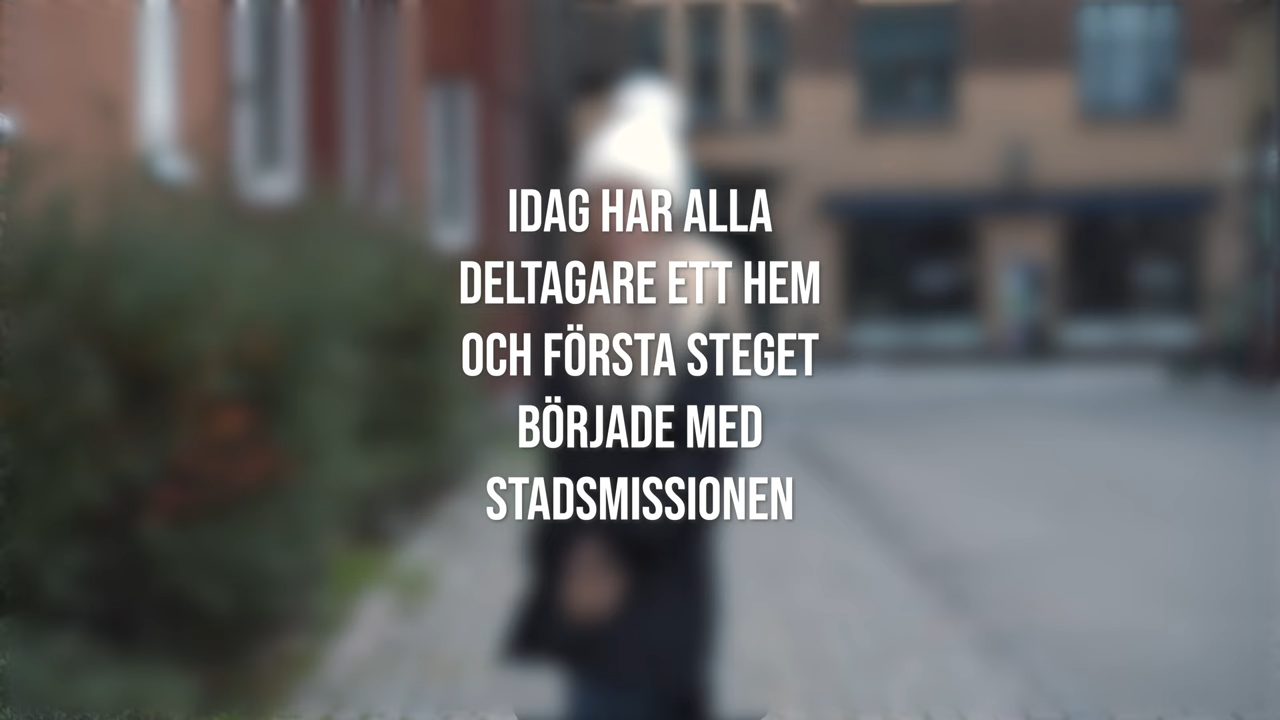 IDAG HAR ALLA
DELTAGARE ETT HEM
OCH FÖRSTA STEGET
BÖRJADE MED
STADSMISSIONEN